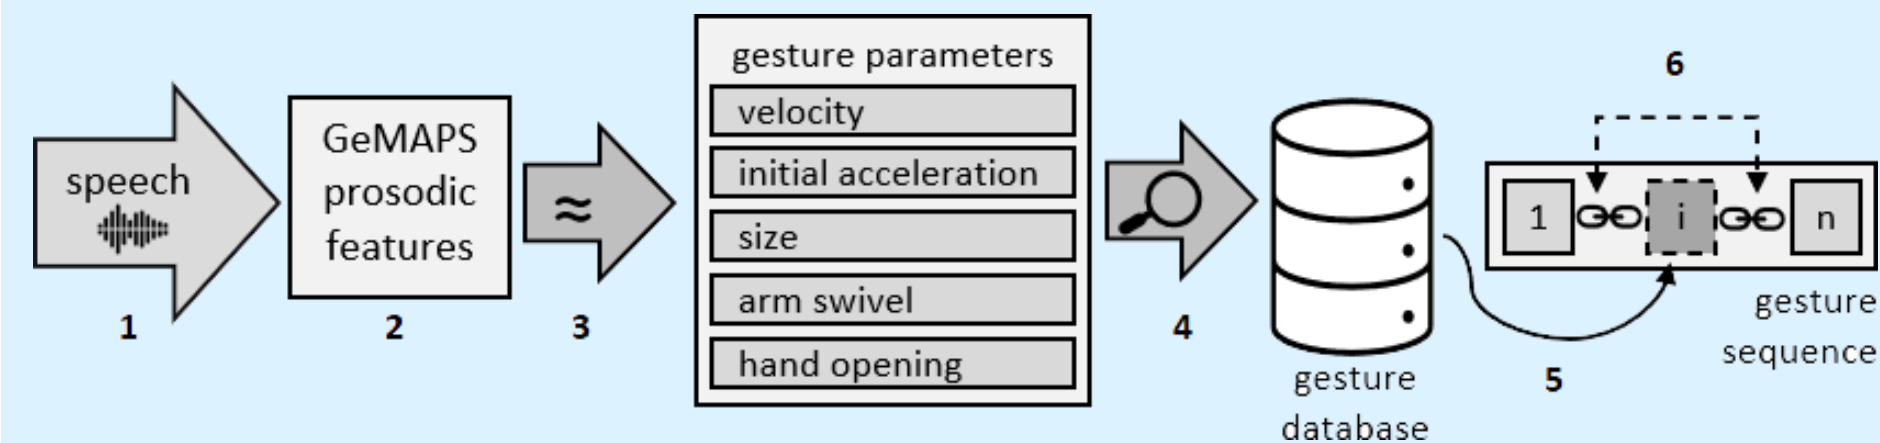 speech
1
GeMAPS
prosodic
features
2
≈
3
gesture parameters
velocity
initial acceleration
size
arm swivel
hand opening
4
gesture
database
5
6
1
i
n
gesture
sequence